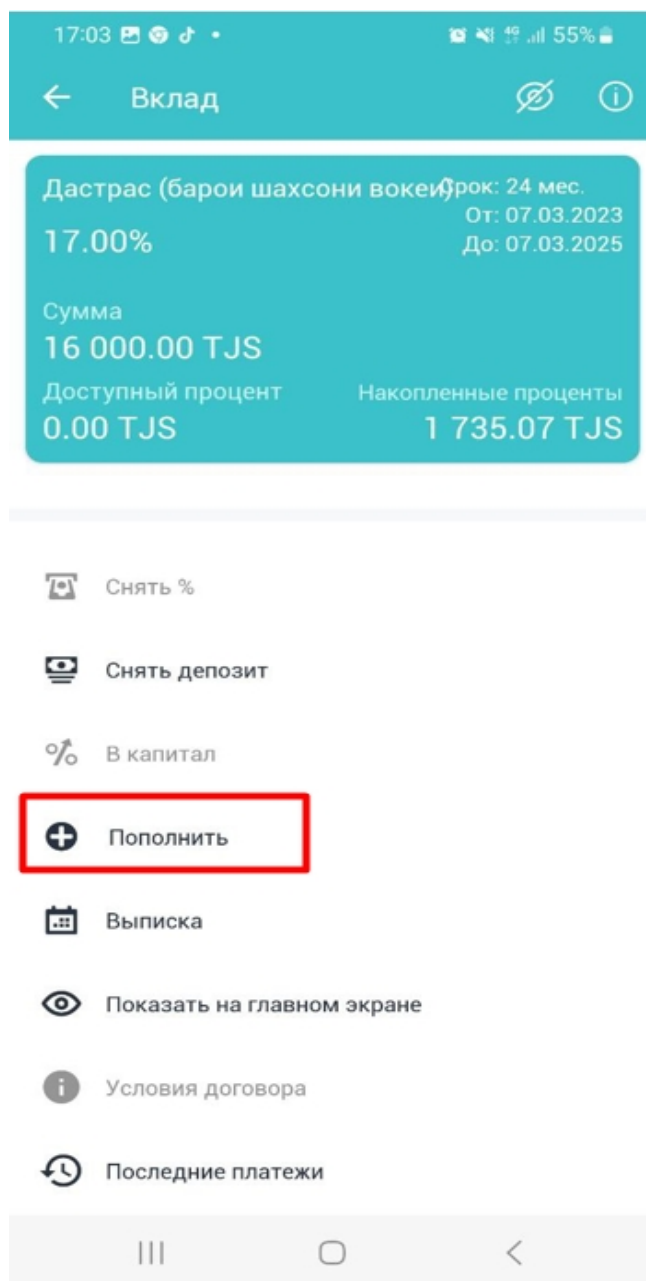 17:03 4G 55%
Вклад
Дастрас (барои шахсони вокеи)
Срок: 24 мес.
От: 07.03.2023
17.00%
До: 07.03.2025
Сумма
16 000.00 TJS
Доступный процент Накопленные проценты
0.00 TJS 1 735.07 TJS
Снять %
Снять депозит
В капитал
Пополнить
Выписка
Показать на главном экране
Условия договора
Последние платежи